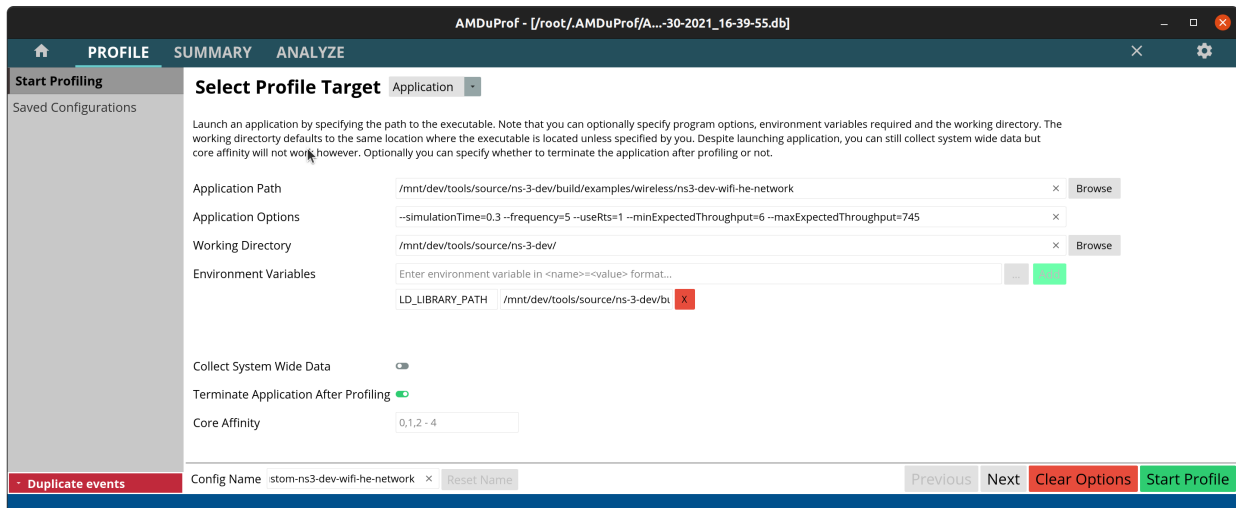 AMDuProf - [/root/.AMDuProf/A...-30-2021_16-39-55.db]
PROFILE SUMMARY ANALYZE
Start Profiling
Saved Configurations
Select Profile Target Application
Launch an application by specifying the path to the executable. Note that you can optionally specify program options, environment variables required and the working directory. The
working directorty defaults to the same location where the executable is located unless specified by you. Despite launching application, you can still collect system wide data but
core affinity will not work however. Optionally you can specify whether to terminate the application after profiling or not.
Application Path /mnt/dev/tools/source/ns-3-dev/build/examples/wireless/ns3-dev-wifi-he-network × Browse
Application Options --simulationTime=0.3 --frequency=5 --useRts=1 --minExpectedThroughput=6 --maxExpectedThroughput=745 ×
Working Directory /mnt/dev/tools/source/ns-3-dev/ × Browse
Environment Variables Enter environment variable in <name>=<value> format... ... Add
LD_LIBRARY_PATH /mnt/dev/tools/source/ns-3-dev/bu X
Collect System Wide Data
Terminate Application After Profiling
Core Affinity 0,1,2 - 4
Duplicate events
Config Name stom-ns3-dev-wifi-he-network × Reset Name Previous Next Clear Options Start Profile